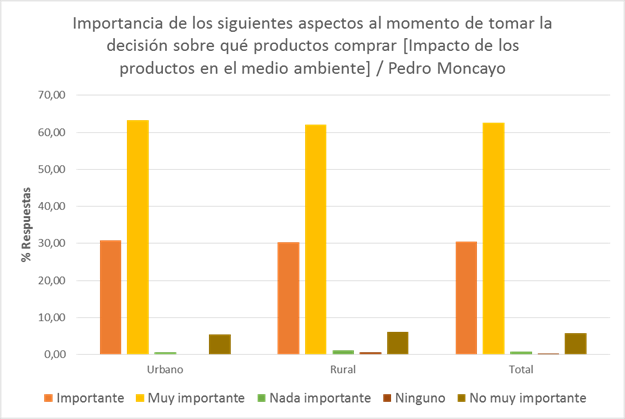 Importancia de los siguientes aspectos al momento de tomar la
decisión sobre qué productos comprar [Impacto de los
productos en el medio ambiente] / Pedro Moncayo
70,00
60,00
50,00
40,00
30,00
20,00
10,00
0,00
% Respuestas
Urbano Rural Total
Importante Muy importante Nada importante Ninguno No muy importante